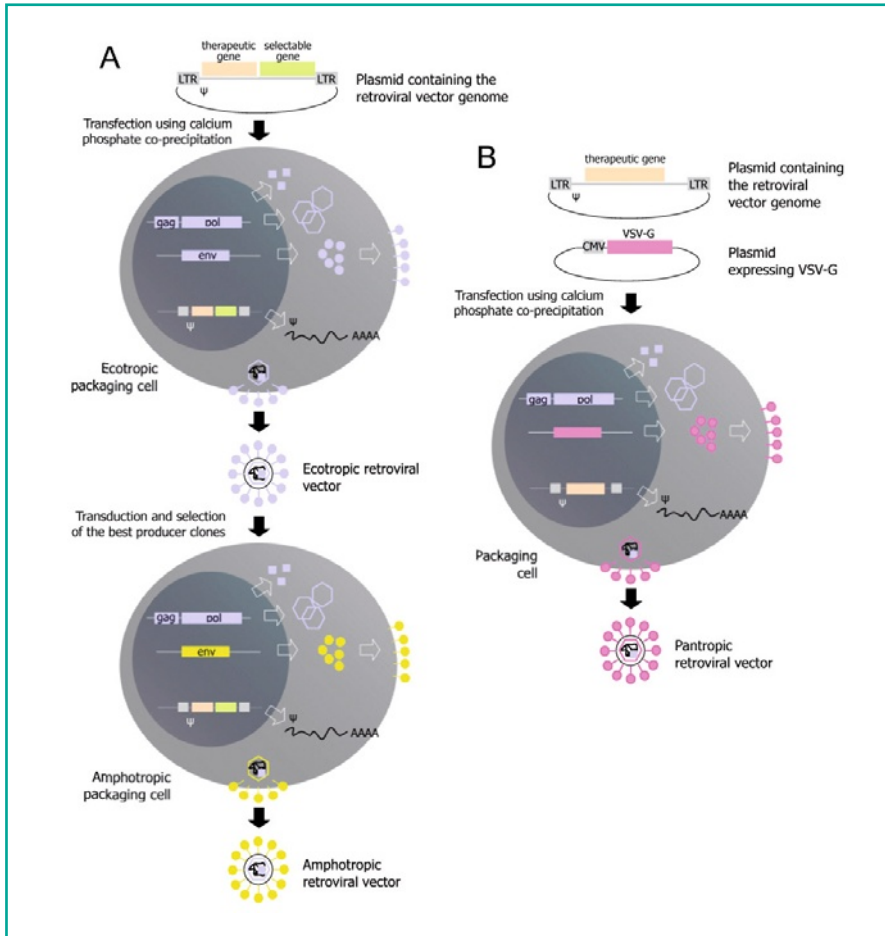 A
therapeutic gene
selectable gene
LTR
LTR
ψ
Plasmid containing the
retroviral vector genome
Transfection using calcium
phosphate co-precipitation
gag
pol
env
ψ
ψ
AAAA
Ecotropic
packaging cell
Ecotropic retroviral
vector
Transduction and selection
of the best producer clones
gag
pol
env
ψ
ψ
AAAA
Amphotropic
packaging cell
Amphotropic
retroviral vector
B
therapeutic gene
LTR
LTR
ψ
Plasmid containing
the retroviral
vector genome
VSV-G
CMV
Plasmid
expressing VSV-G
Transfection using calcium
phosphate co-precipitation
gag
pol
ψ
ψ
AAAA
Packaging
cell
Pantropic
retroviral vector